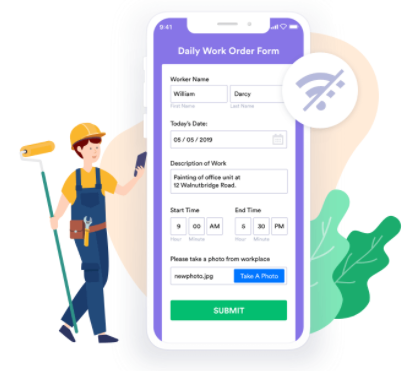 9:41
Daily Work Order Form
Worker Name
William Darcy
First Name Last Name
Today's Date:
05 / 05 / 2019
Description of Work
Painting of office unit at
12 Walnutbridge Road.
Start Time End Time
9 00 AM 5 30 PM
Hour Minute Hour Minute
Please take a photo from workplace
newphoto.jpg Take A Photo
SUBMIT